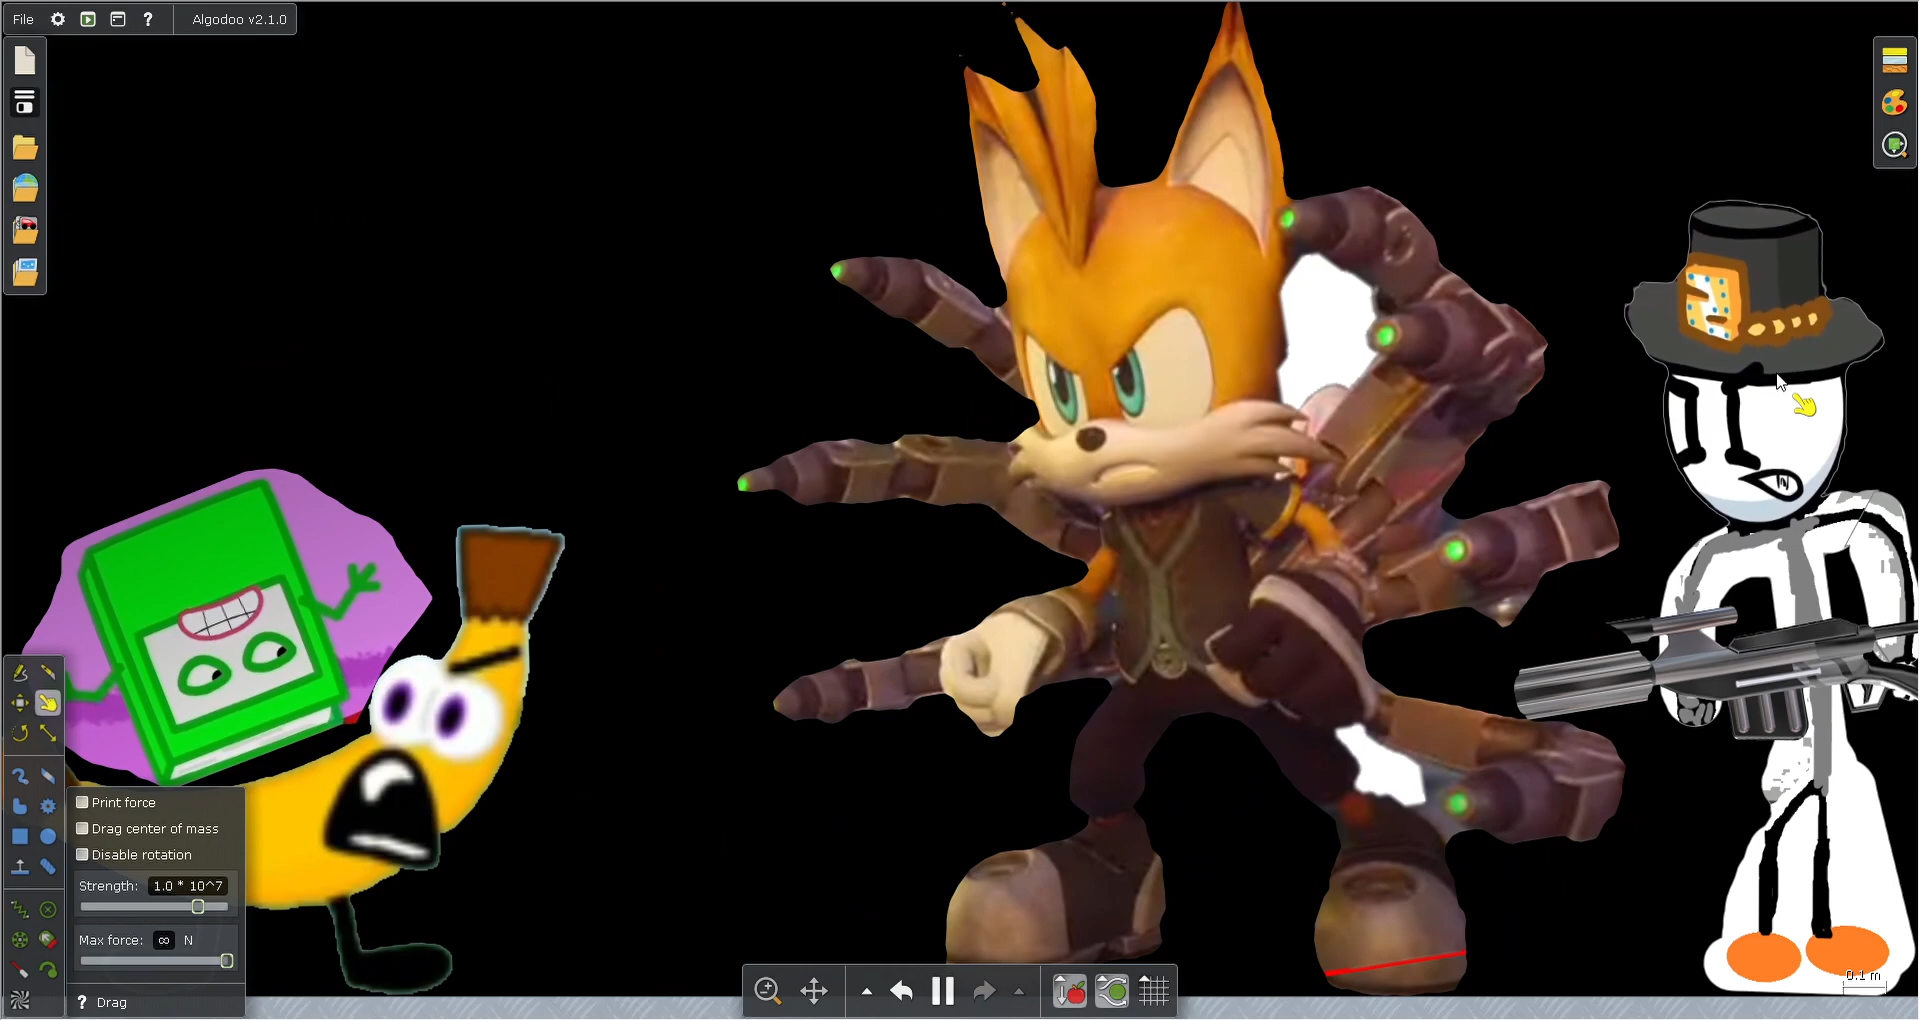 File
Algodoo v2.1.0
Print force
Drag center of mass
Disable rotation
Strength: 1.0 * 10^7
Max force: ∞ N
? Drag
0.1 m